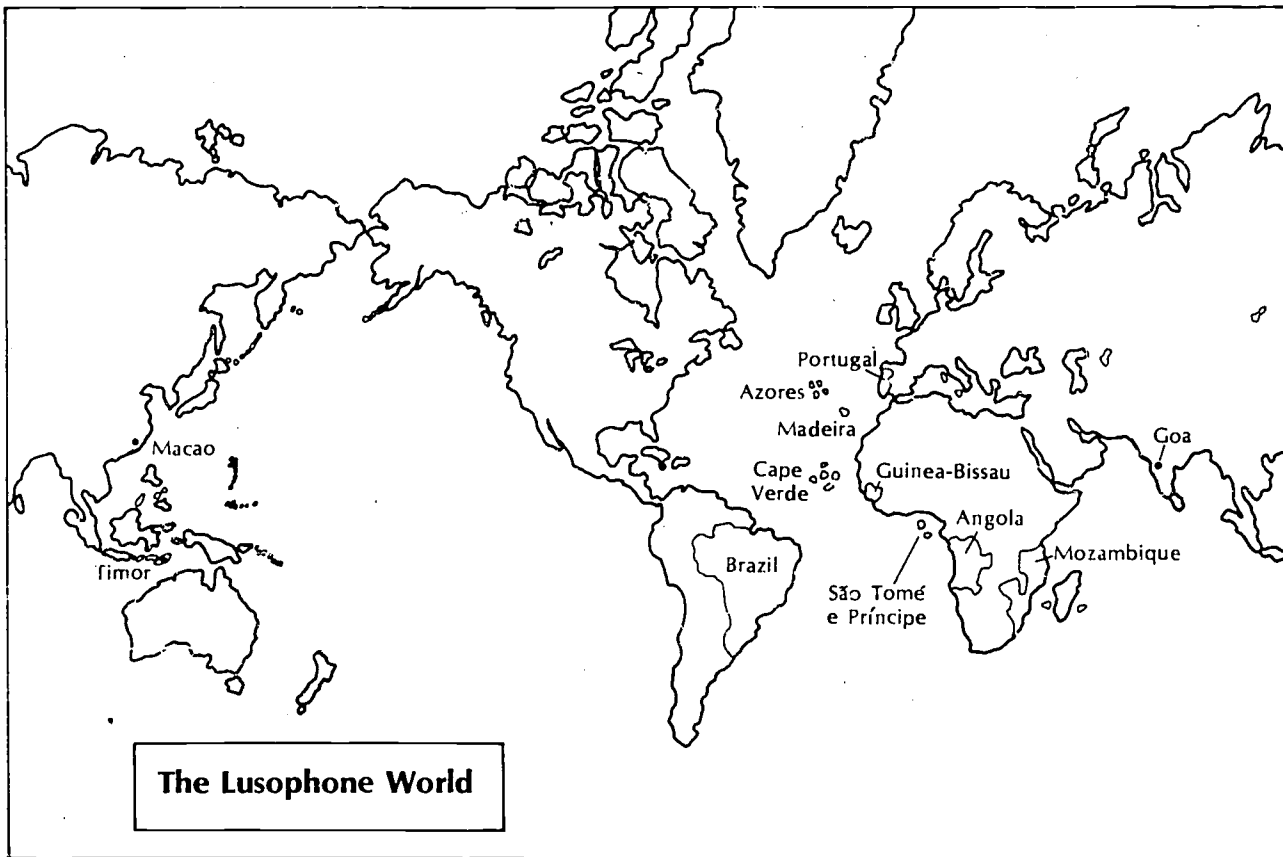 Portugal
Azores
Madeira
Macao
Goa
Cape
Verde
Guinea-Bissau
Angola
Timor
Brazil
Mozambique
São Tomé
e Príncipe
The Lusophone World